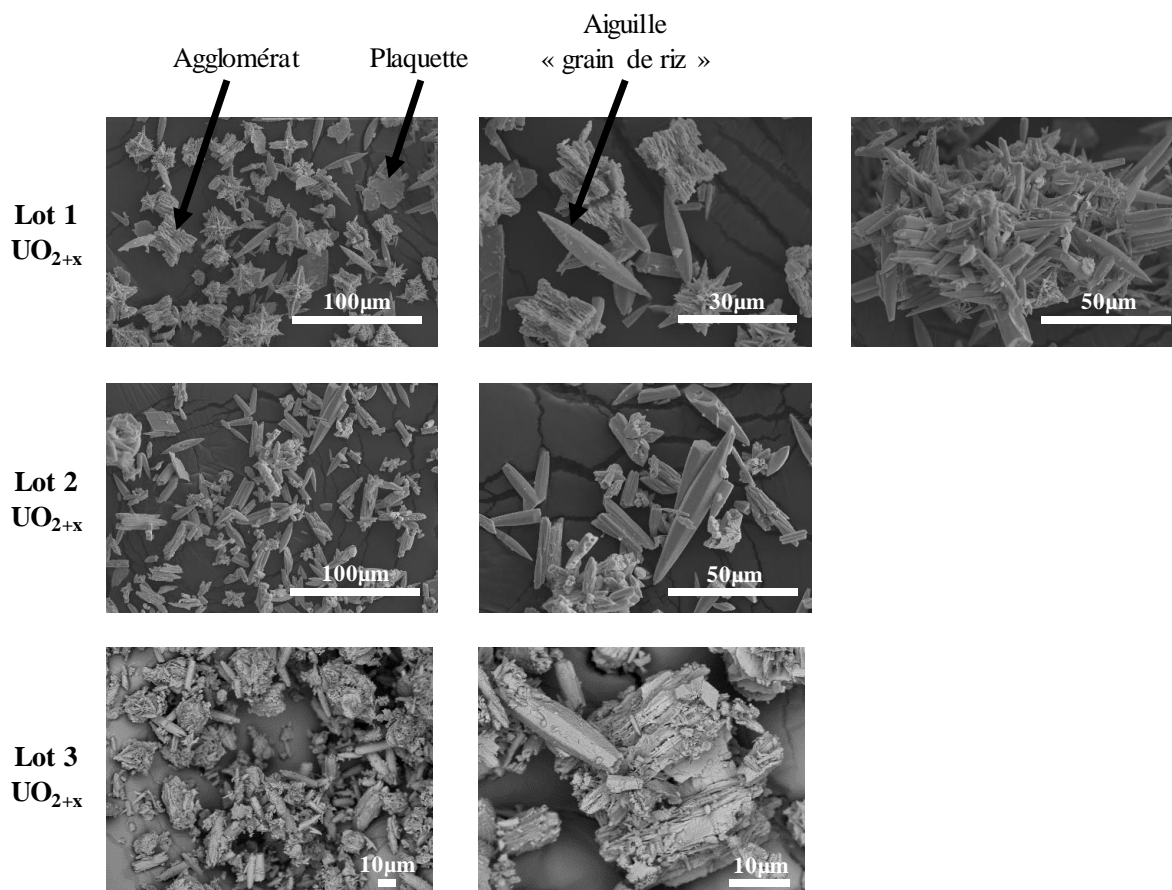 Agglomérat
Plaquette
Aiguille
« grain de riz »
Lot 1
UO2+x
100µm
30µm
50µm
Lot 2
UO2+x
100µm
50µm
Lot 3
UO2+x
10µm
10µm